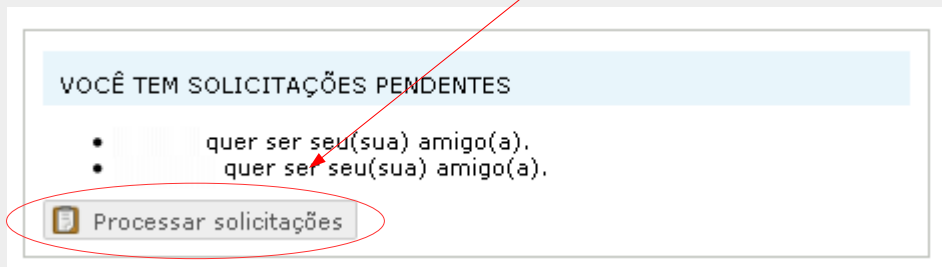 VOCÊ TEM SOLICITAÇÕES PENDENTES
quer ser seu(sua) amigo(a).
quer ser seu(sua) amigo(a).
Processar solicitações